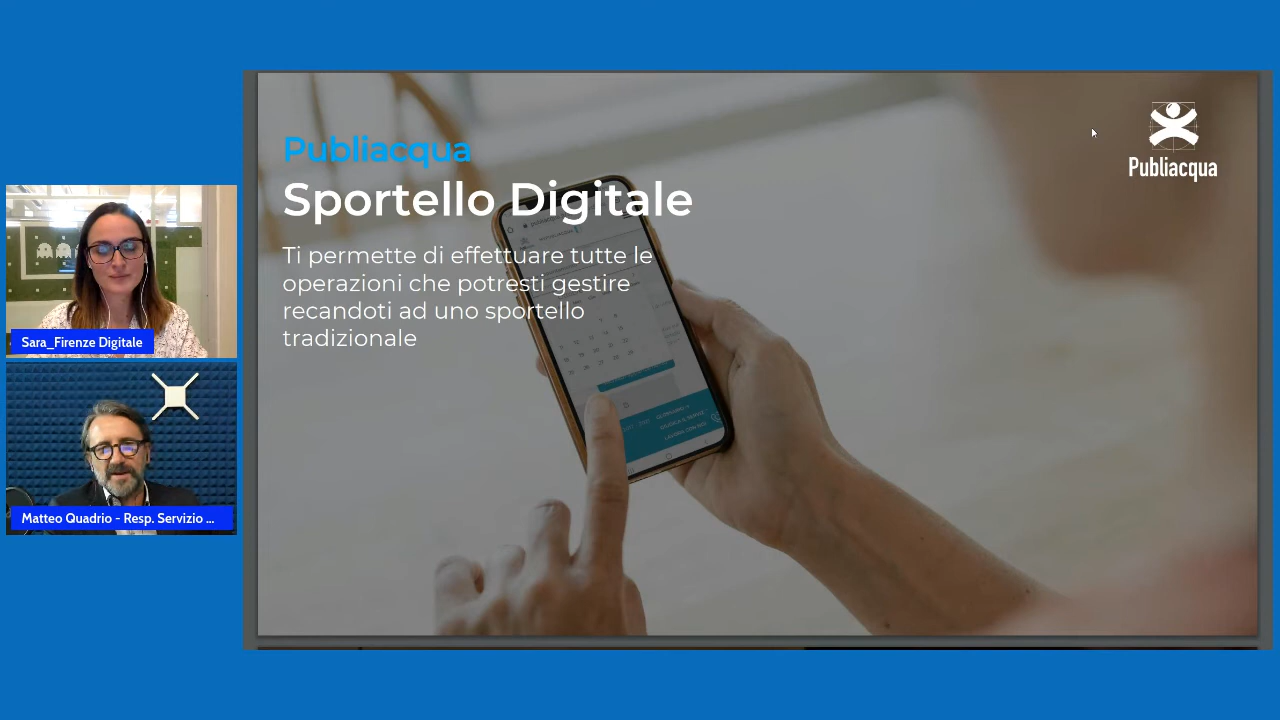 Publiacqua
Sportello Digitale
Ti permette di effettuare tutte le
operazioni che potresti gestire
recandoti ad uno sportello
tradizionale
Publiacqua
Sara_Firenze Digitale
Matteo Quadrio - Resp. Servizio ...